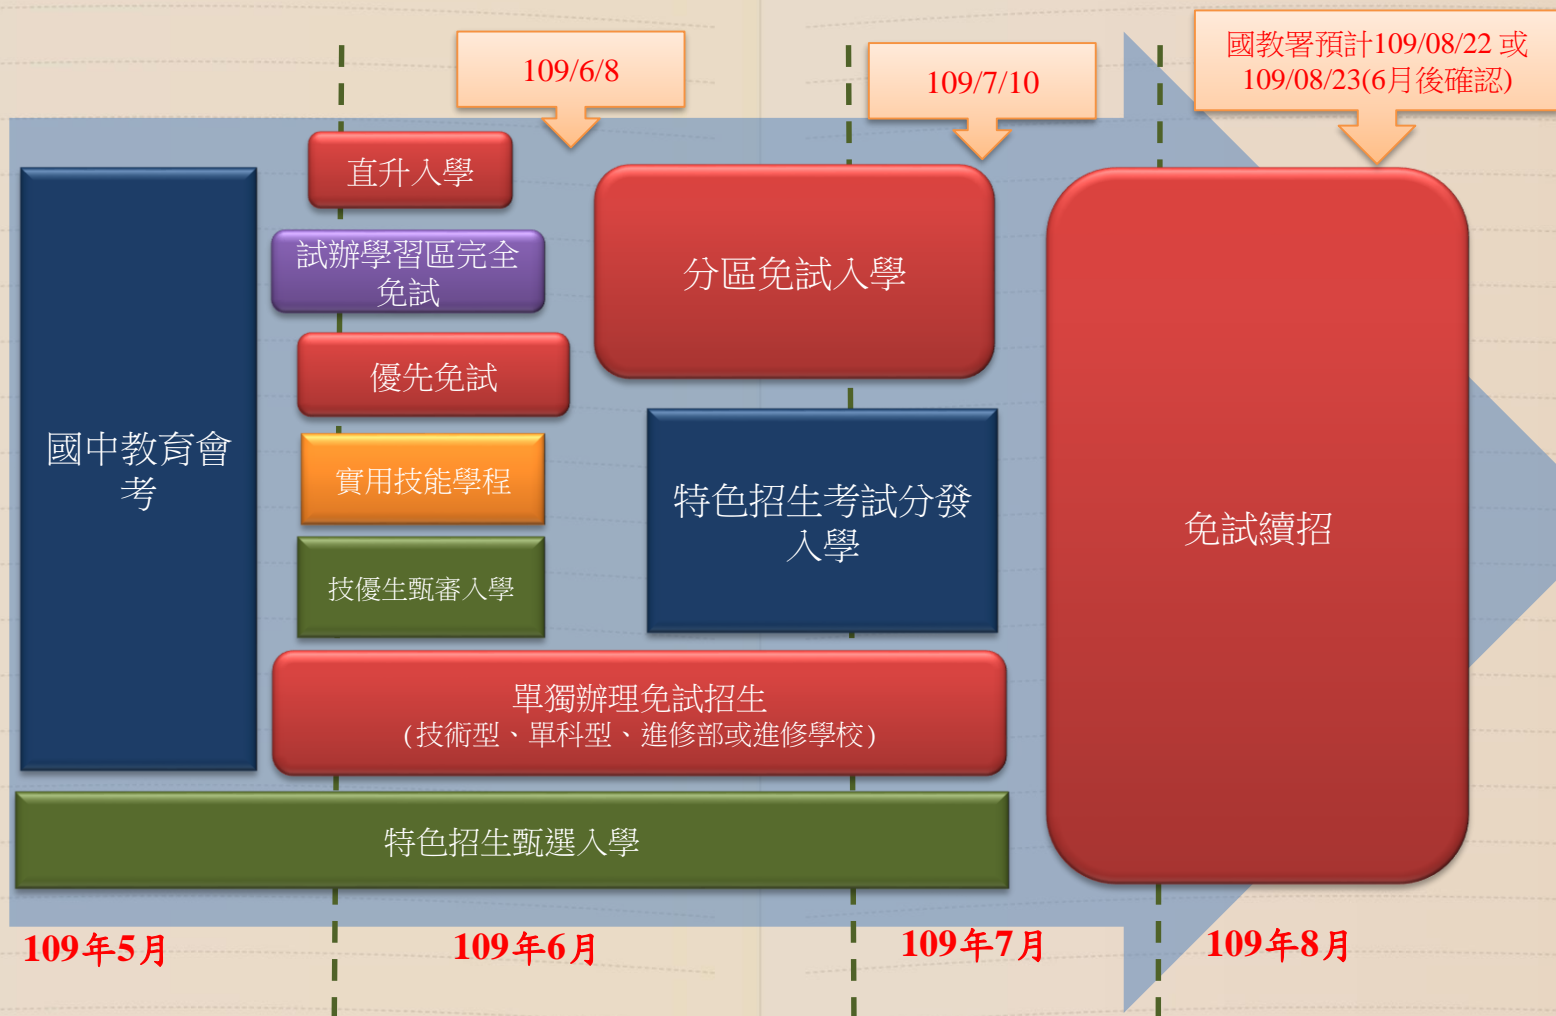 109/6/8
109/7/10
國教署預計109/08/22 或
109/08/23(6月後確認)
直升入學
試辦學習區完全
免試
優先免試
實用技能學程
技優生甄審入學
國中教育會
考
分區免試入學
特色招生考試分發
入學
免試續招
單獨辦理免試招生
(技術型、單科型、進修部或進修學校)
特色招生甄選入學
109年5月
109年6月
109年7月
109年8月